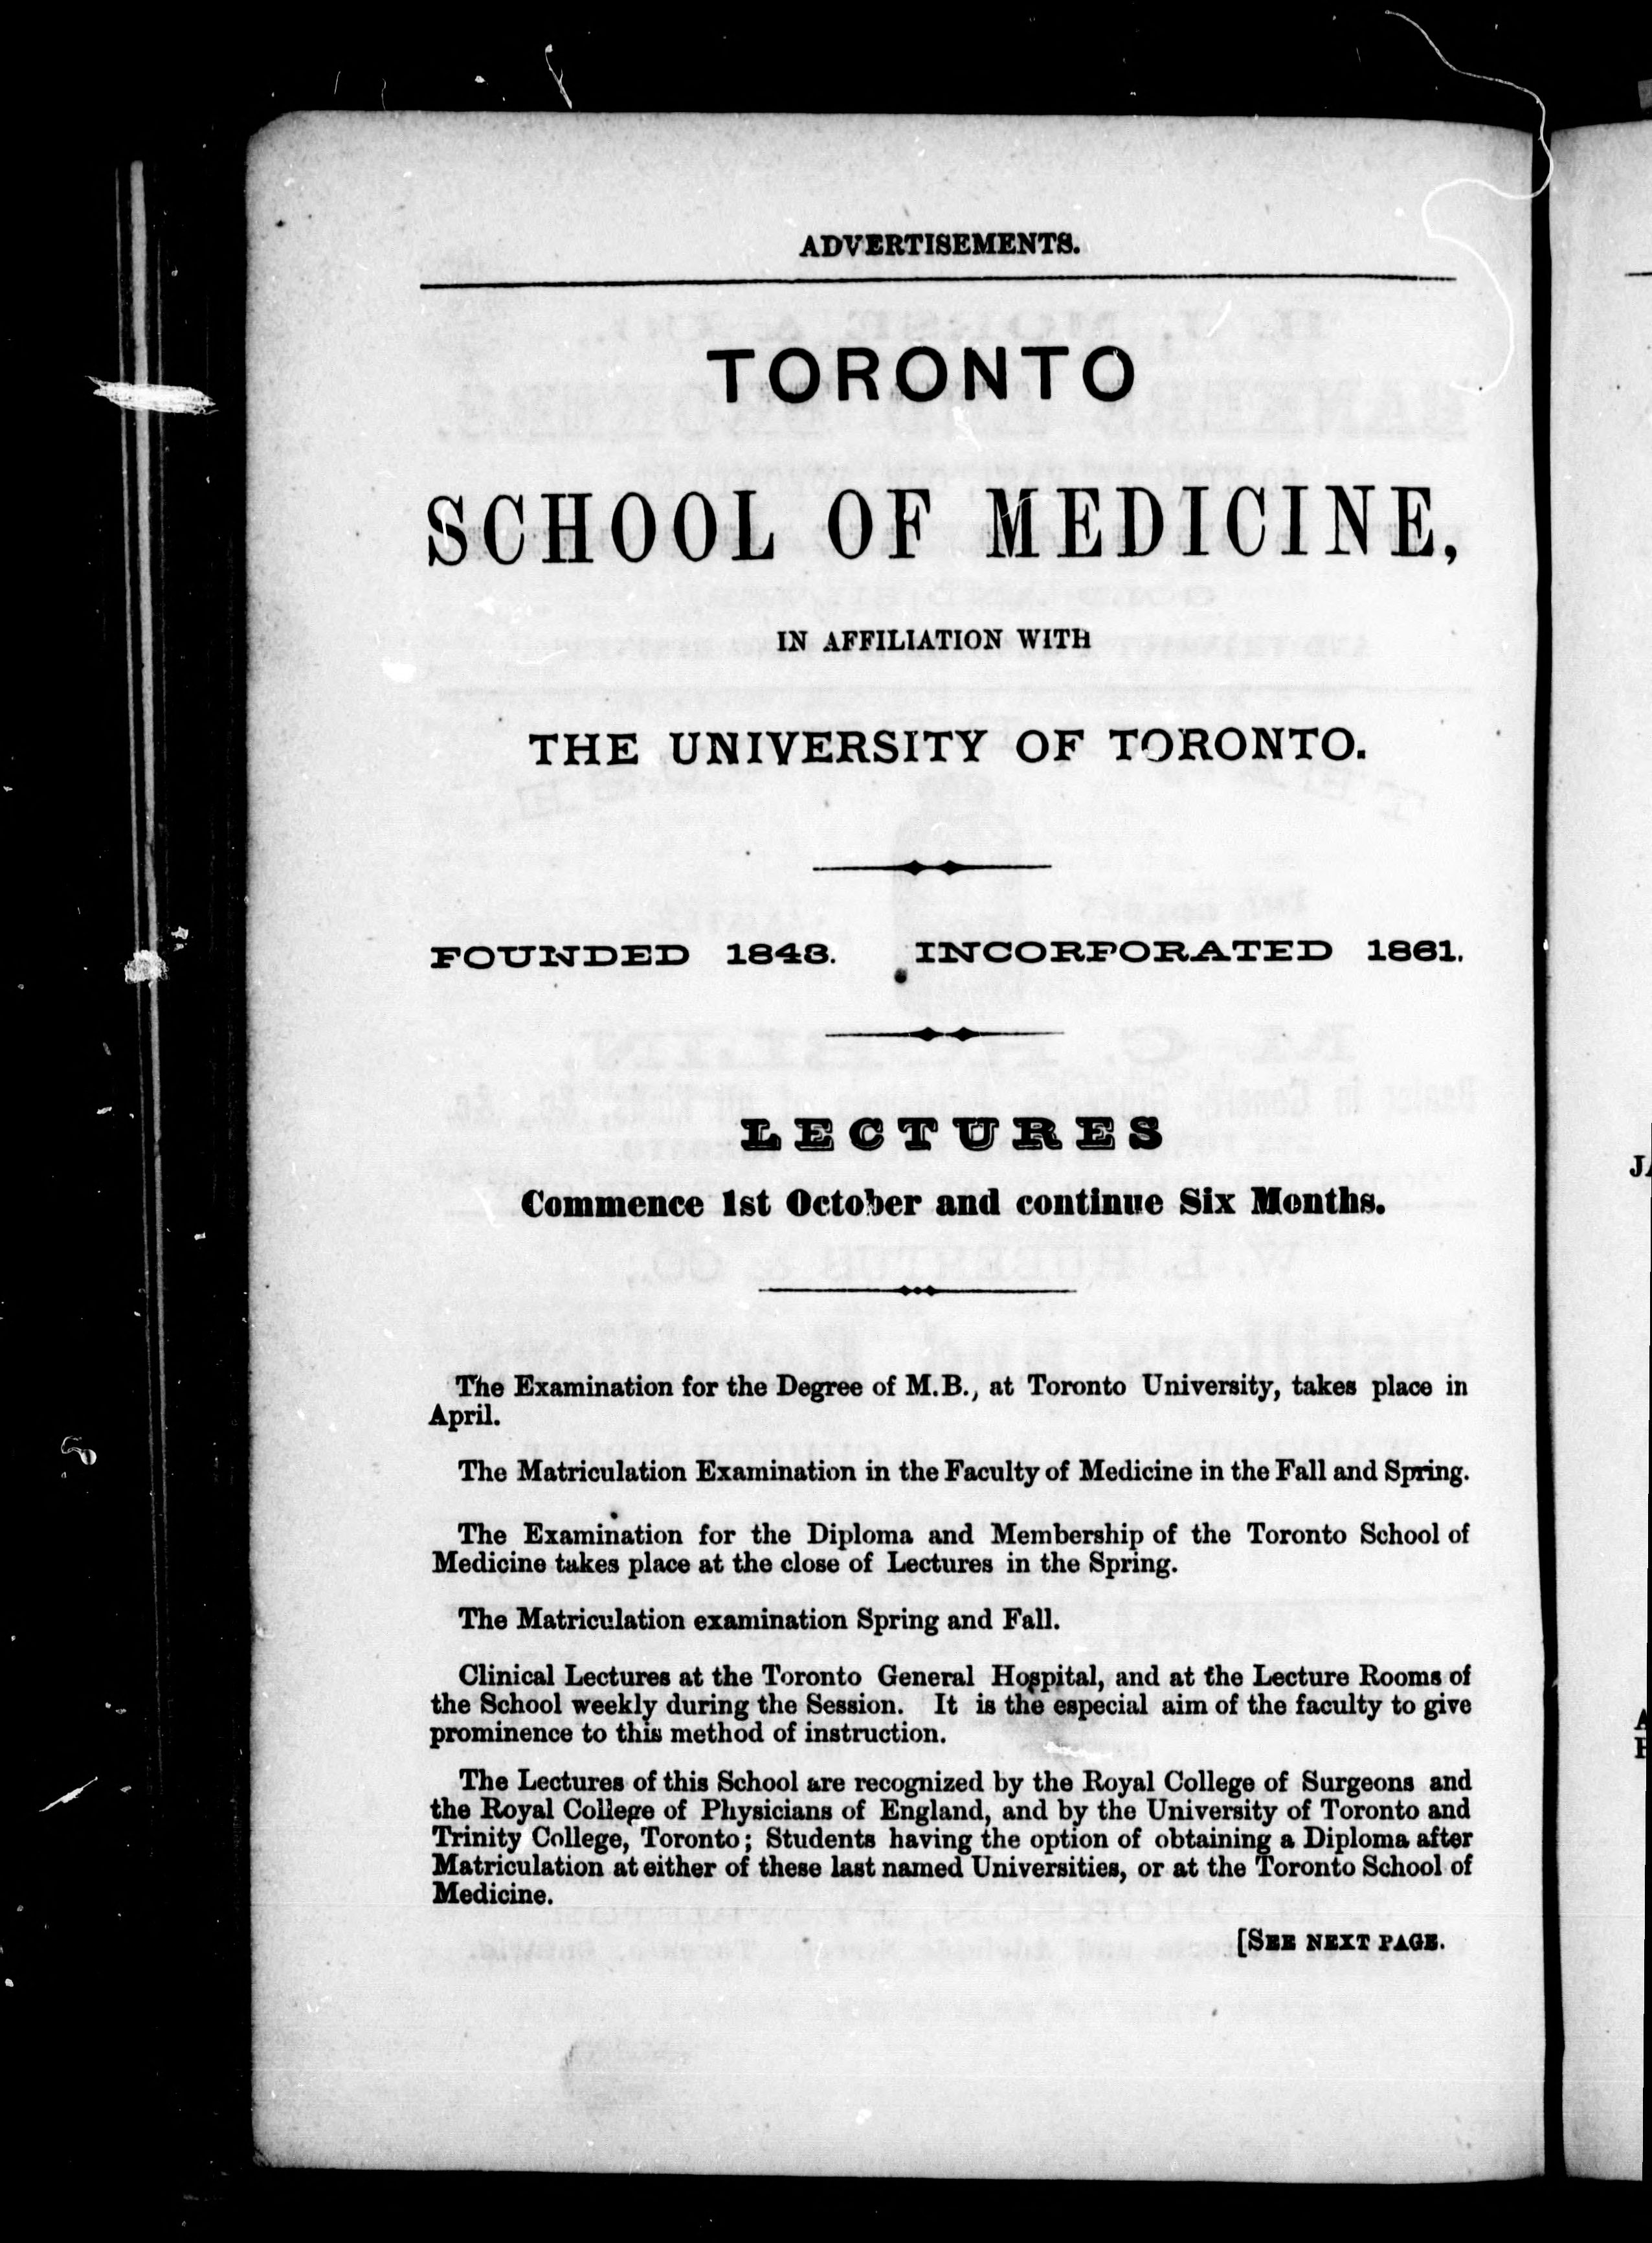 ADVERTISEMENTS.
TORONTO
SCHOOL OF MEDICINE,
IN AFFILIATION WITH
THE UNIVERSITY OF TORONTO.
FOUNDED 1843. INCORPORATED 1861.
LECTURES
Commence 1st October and continue Six Months.
The Examination for the Degree of M.B., at Toronto University, takes place in
April.
The Matriculation Examination in the Faculty of Medicine in the Fall and Spring.
The Examination for the Diploma and Membership of the Toronto School of
Medicine takes place at the close of Lectures in the Spring.
The Matriculation examination Spring and Fall.
Clinical Lectures at the Toronto General Hospital, and at the Lecture Rooms of
the School weekly during the Session. It is the especial aim of the faculty to give
prominence to this method of instruction.
The Lectures of this School are recognized by the Royal College of Surgeons and
the Royal College of Physicians of England, and by the University of Toronto and
Trinity College, Toronto; Students having the option of obtaining a Diploma after
Matriculation at either of these last named Universities, or at the Toronto School of
Medicine.
[SEE NEXT PAGE.